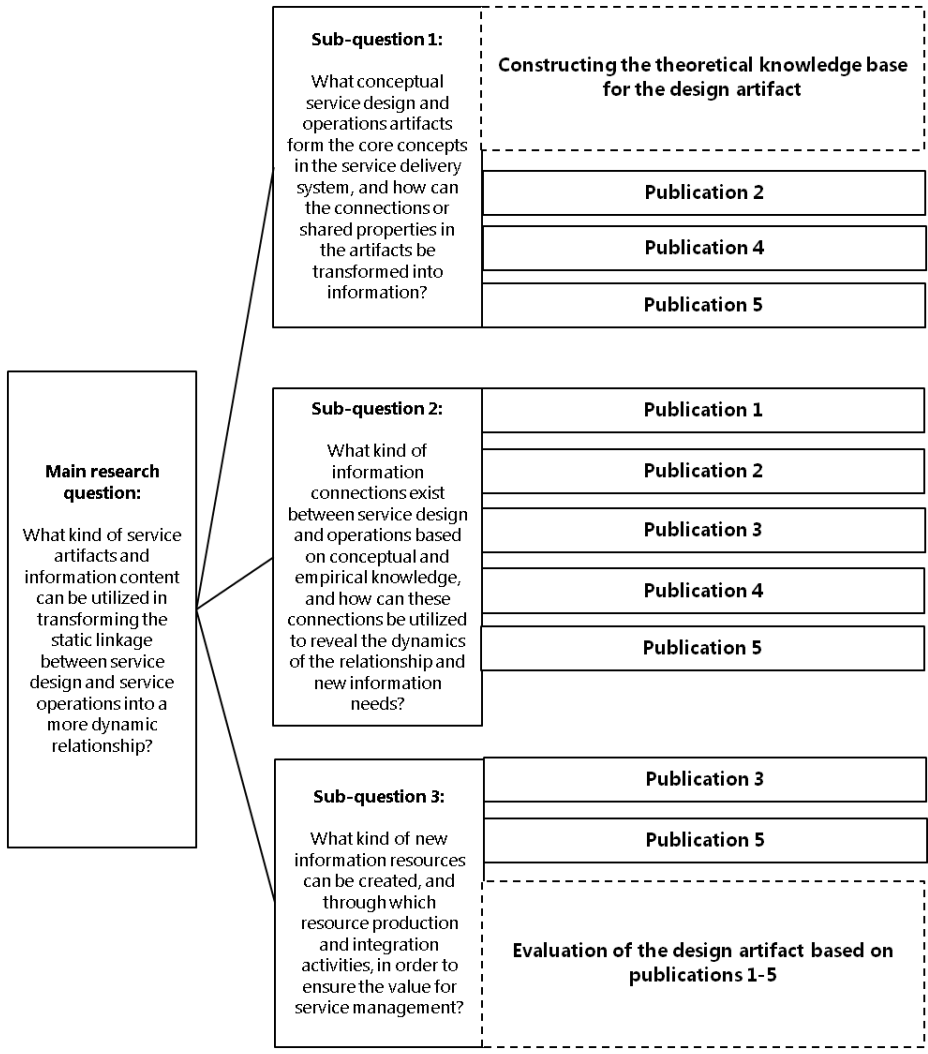 Main research
question:
What kind of service
artifacts and
information content
can be utilized in
transforming the
static linkage
between service
design and service
operations into a
more dynamic
relationship?
Sub-question 1:
What conceptual
service design and
operations artifacts
form the core concepts
in the service delivery
system, and how can
the connections or
shared properties in
the artifacts be
transformed into
information?
Constructing the theoretical knowledge base
for the design artifact
Publication 2
Publication 4
Publication 5
Sub-question 2:
What kind of
information
connections exist
between service design
and operations based
on conceptual and
empirical knowledge,
and how can these
connections be utilized
to reveal the dynamics
of the relationship and
new information
needs?
Publication 1
Publication 2
Publication 3
Publication 4
Publication 5
Sub-question 3:
What kind of new
information resources
can be created, and
through which
resource production
and integration
activities, in order to
ensure the value for
service management?
Publication 3
Publication 5
Evaluation of the design artifact based on
publications 1-5